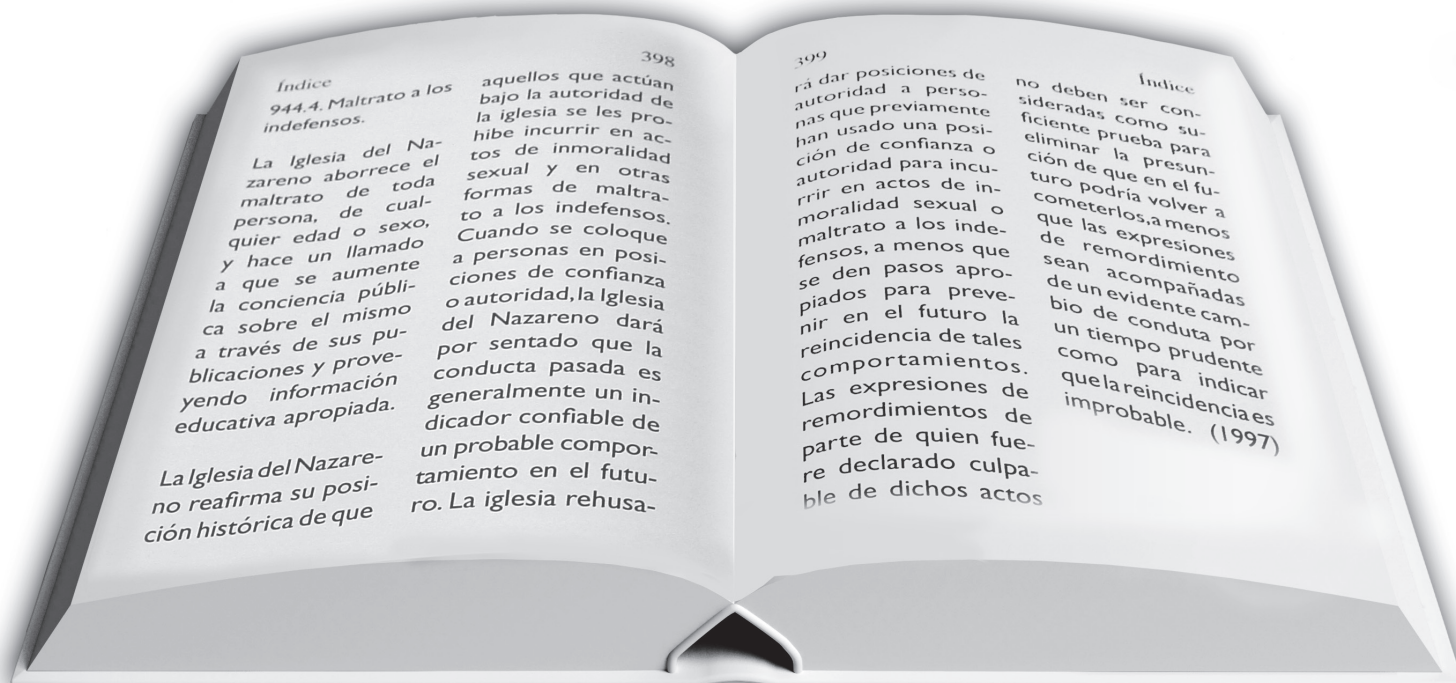 398
Índice
944.4. Maltrato a los
indefensos.
La Iglesia del Na-
zareno aborrece el
maltrato de toda
persona, de cual-
quier edad o sexo,
y hace un llamado
a que se aumente
la conciencia públi-
ca sobre el mismo
a través de sus pu-
blicaciones y prove-
yendo información
educativa apropiada.
La Iglesia del Nazare-
no reafirma su posi-
ción histórica de que
aquellos que actúan
bajo la autoridad de
la iglesia se les pro-
hibe incurrir en ac-
tos de inmoralidad
sexual y en otras
formas de maltra-
to a los indefensos.
Cuando se coloque
a personas en posi-
ciones de confianza
o autoridad, la Iglesia
del Nazareno dará
por sentado que la
conducta pasada es
generalmente un in-
dicador confiable de
un probable compor-
tamiento en el futu-
ro. La iglesia rehusa-
399
Índice
rá dar posiciones de
autoridad a perso-
nas que previamente
han usado una posi-
ción de confianza o
autoridad para incu-
rrir en actos de in-
moralidad sexual o
maltrato a los inde-
fensos, a menos que
se den pasos apro-
piados para preve-
nir en el futuro la
reincidencia de tales
comportamientos.
Las expresiones de
remordimientos de
parte de quien fue-
re declarado culpa-
ble de dichos actos
no deben ser con-
sideradas como su-
ficiente prueba para
eliminar la presun-
ción de que en el fu-
turo podría volver a
cometerlos,a menos
que las expresiones
de remordimiento
sean acompañadas
de un evidente cam-
bio de conduta por
un tiempo prudente
como para indicar
que la reincidencia es
improbable. (1997)